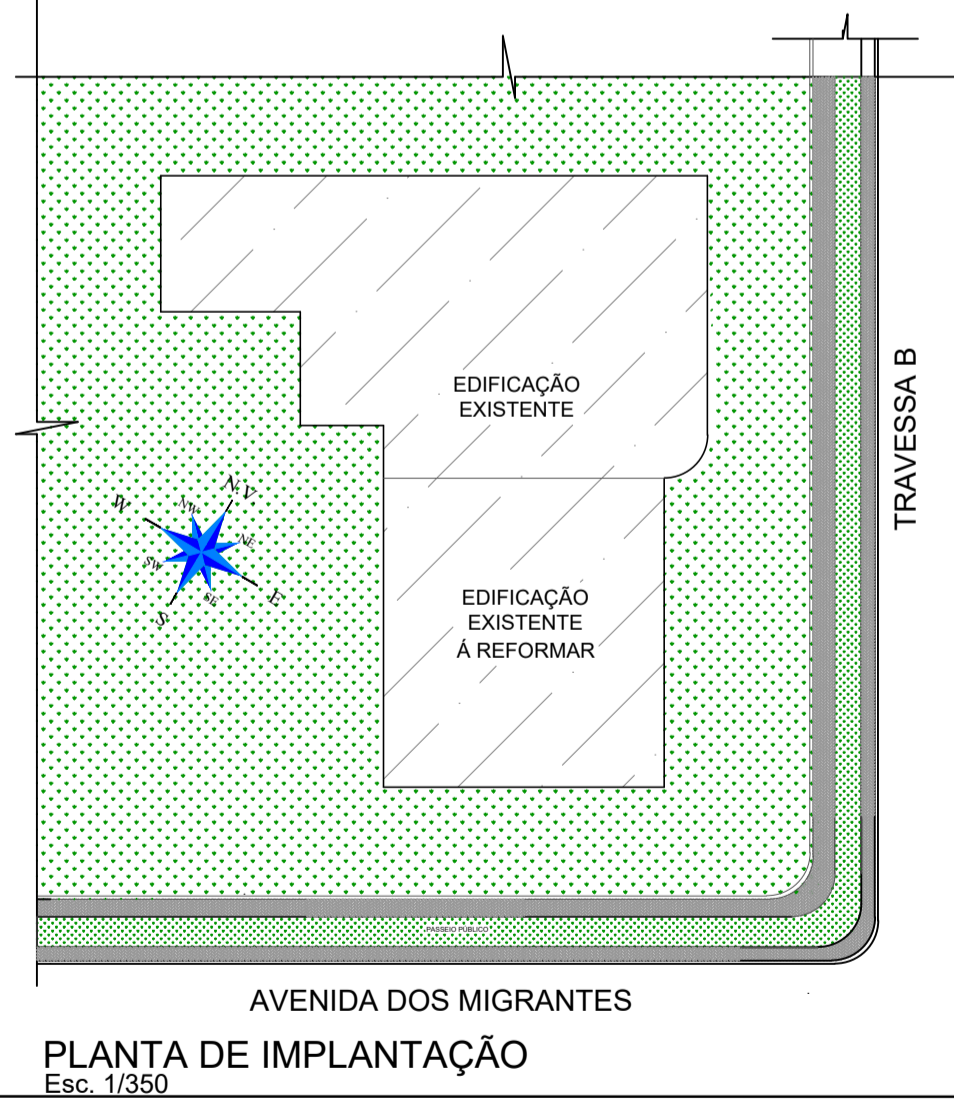 EDIFICAÇÃO
EXISTENTE
TRAVESSA B
N.V.
NW
W
NE
SW
SE
E
S
EDIFICAÇÃO
EXISTENTE
Á REFORMAR
PASSEIO PÚBLICO
AVENIDA DOS MIGRANTES
PLANTA DE IMPLANTAÇÃO
Esc. 1/350